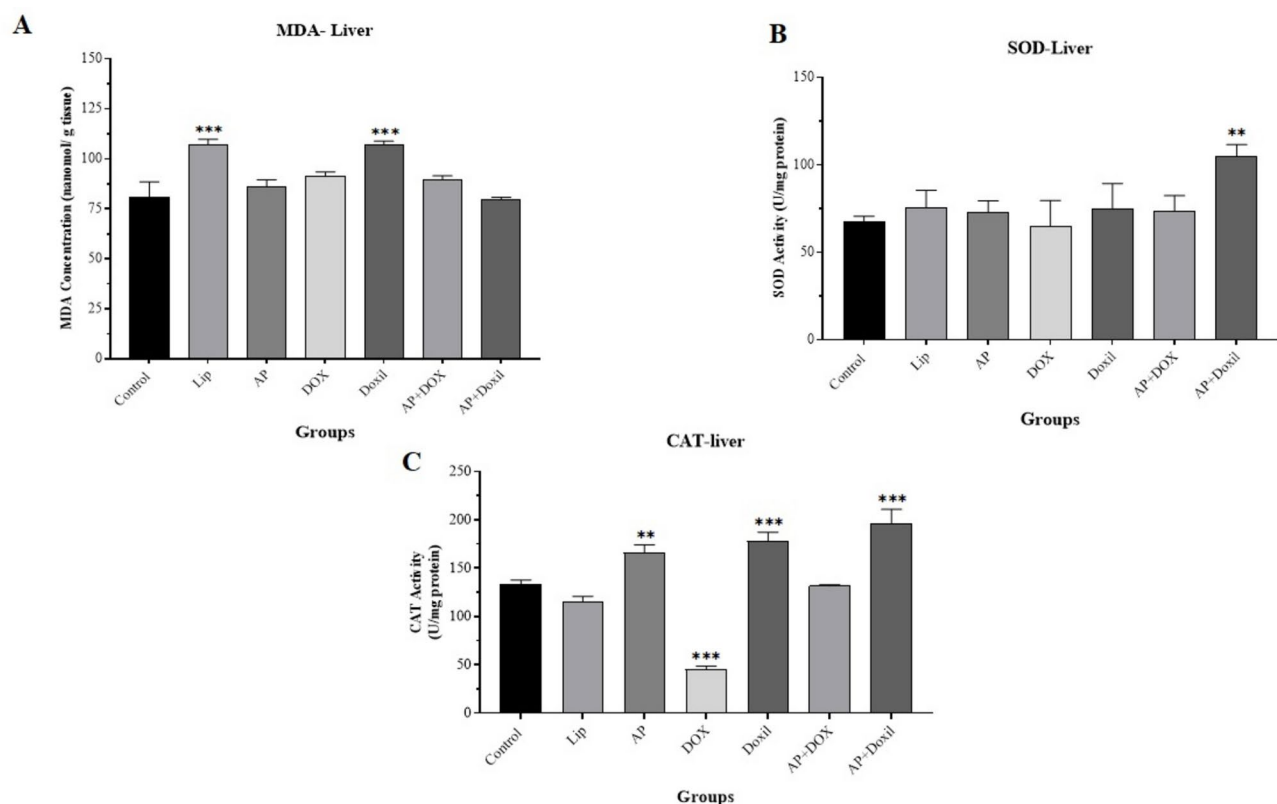 A
MDA- Liver
MDA Concentration (nanomol/ g tissue)
150
125
100
75
50
25
0
***
***
Control
Lip
AP
DOX
Doxil
AP+DOX
AP+Doxil
Groups
B
SOD-Liver
SOD Activity (U/mg protein)
150
100
50
0
**
Control
Lip
AP
DOX
Doxil
AP+DOX
AP+Doxil
Groups
C
CAT-liver
CAT Activity
(U/mg protein)
250
200
150
100
50
0
**
***
***
***
Control
Lip
AP
DOX
Doxil
AP+DOX
AP+Doxil
Groups